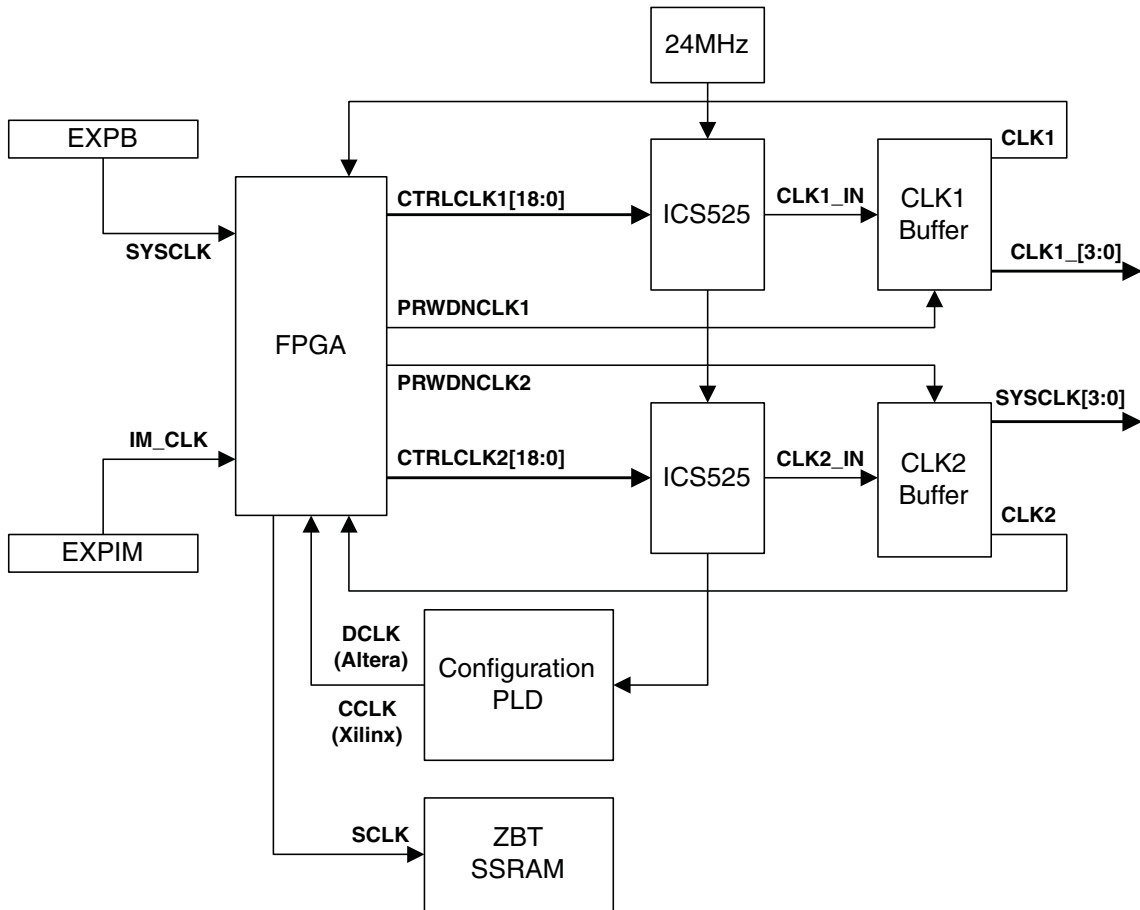 24MHz
EXPB
CLK1
CTRLCLK1[18:0]
ICS525
CLK1_IN
CLK1
Buffer
SYSCLK
CLK1_[3:0]
PRWDNCLK1
FPGA
PRWDNCLK2
SYSCLK[3:0]
IM_CLK
CTRLCLK2[18:0]
ICS525
CLK2_IN
CLK2
Buffer
CLK2
EXPIM
DCLK
(Altera)
Configuration
PLD
CCLK
(Xilinx)
SCLK
ZBT
SSRAM